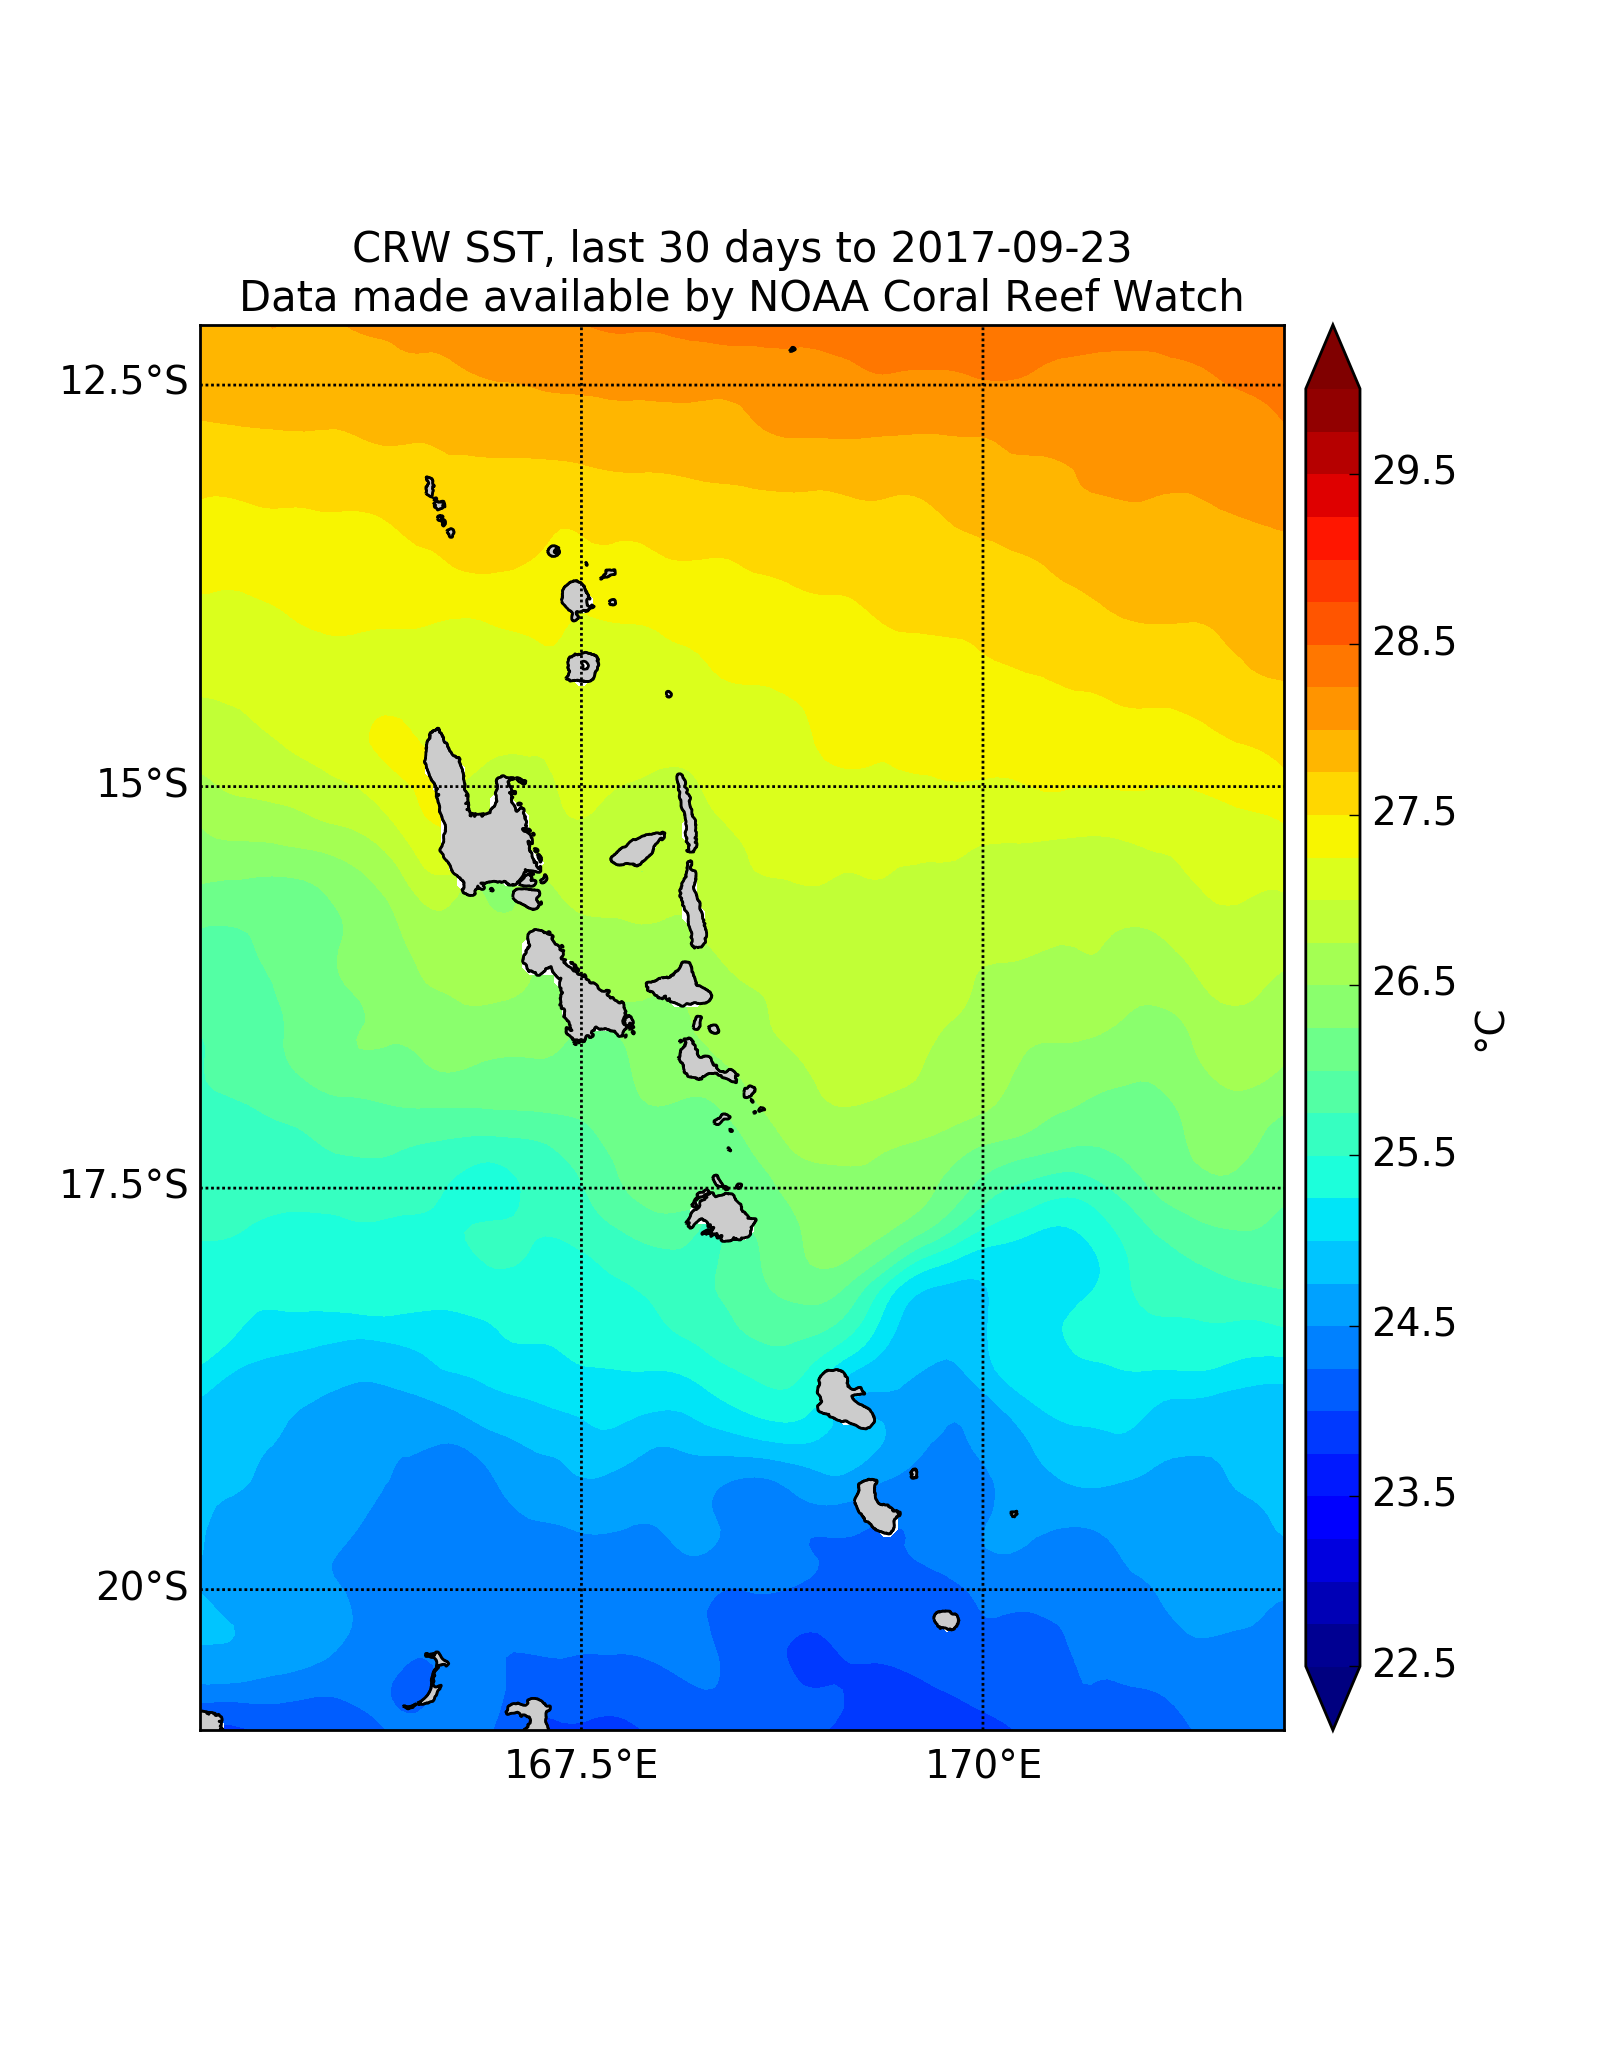 CRW SST, last 30 days to 2017-09-23
Data made available by NOAA Coral Reef Watch
12.5°S
15°S
17.5°S
20°S
167.5°E
170°E
29.5
28.5
27.5
26.5
25.5
24.5
23.5
22.5
°C